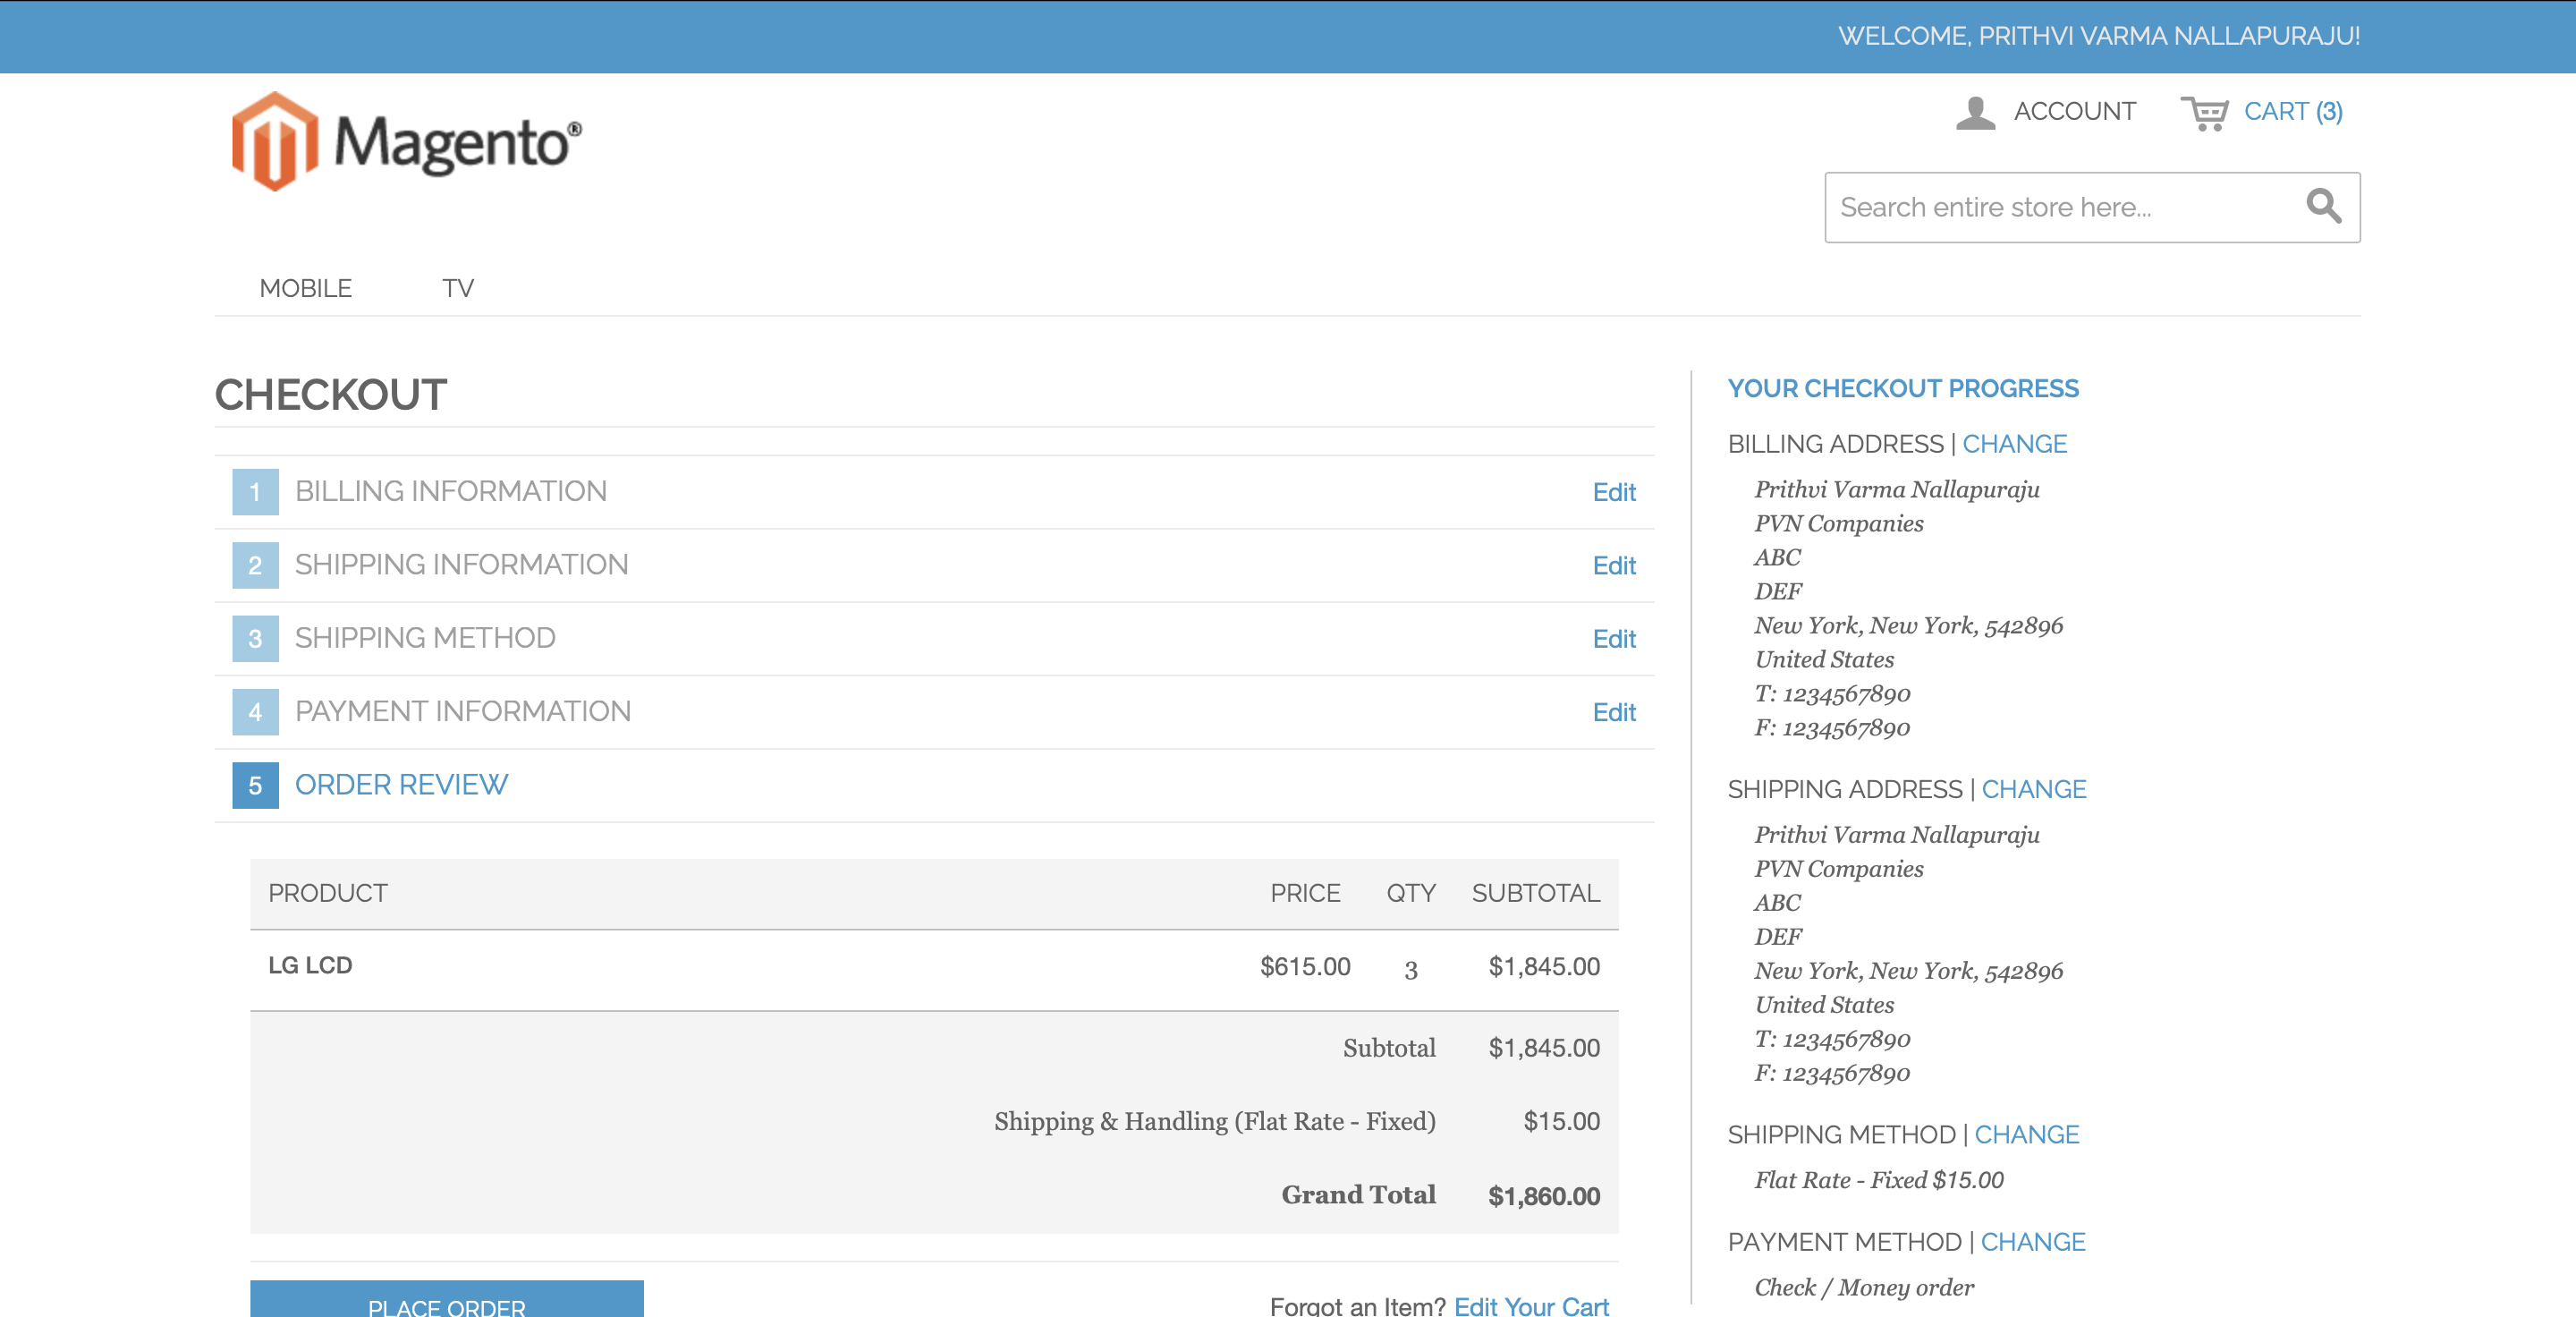 WELCOME, PRITHVI VARMA NALLAPURAJU!
Magento®
ACCOUNT CART (3)
Search entire store here...
MOBILE TV
CHECKOUT
1 BILLING INFORMATION Edit
2 SHIPPING INFORMATION Edit
3 SHIPPING METHOD Edit
4 PAYMENT INFORMATION Edit
5 ORDER REVIEW
PRODUCT PRICE QTY SUBTOTAL
LG LCD $615.00 3 $1,845.00
Subtotal $1,845.00
Shipping & Handling (Flat Rate - Fixed) $15.00
Grand Total $1,860.00
PLACE ORDER Forgot an Item? Edit Your Cart
YOUR CHECKOUT PROGRESS
BILLING ADDRESS | CHANGE
Prithvi Varma Nallapuraju
PVN Companies
ABC
DEF
New York, New York, 542896
United States
T: 1234567890
F: 1234567890
SHIPPING ADDRESS | CHANGE
Prithvi Varma Nallapuraju
PVN Companies
ABC
DEF
New York, New York, 542896
United States
T: 1234567890
F: 1234567890
SHIPPING METHOD | CHANGE
Flat Rate - Fixed $15.00
PAYMENT METHOD | CHANGE
Check / Money order